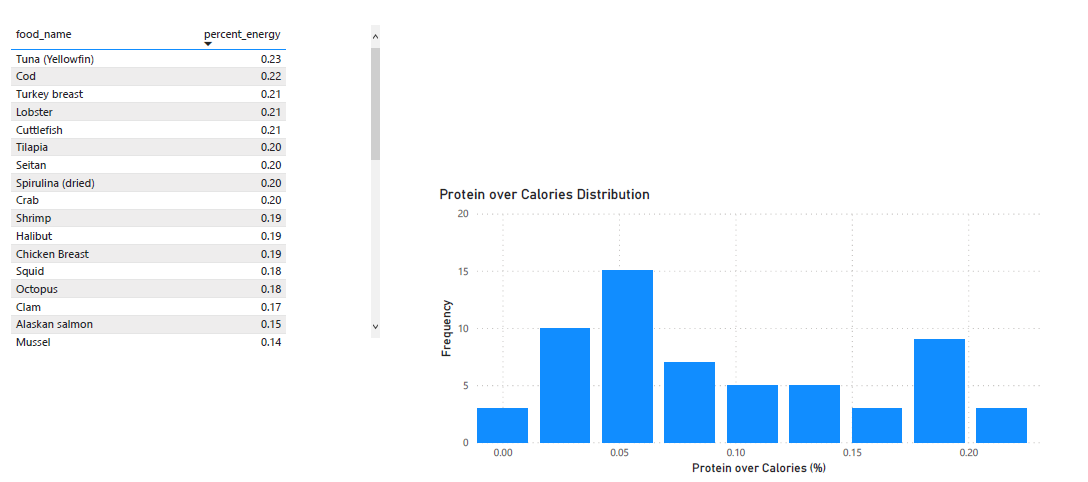 food_name percent_energy
Tuna (Yellowfin) 0.23
Cod 0.22
Turkey breast 0.21
Lobster 0.21
Cuttlefish 0.21
Tilapia 0.20
Seitan 0.20
Spirulina (dried) 0.20
Crab 0.20
Shrimp 0.19
Halibut 0.19
Chicken Breast 0.19
Squid 0.18
Octopus 0.18
Clam 0.17
Alaskan salmon 0.15
Mussel 0.14
Protein over Calories Distribution
20
15
10
5
0
Frequency
0.00 0.05 0.10 0.15 0.20
Protein over Calories (%)